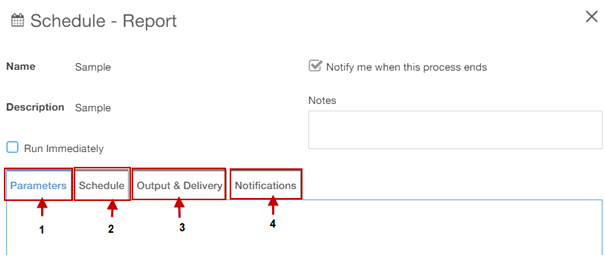 Schedule - Report
Name Sample
Notify me when this process ends
Description Sample
Notes
Run Immediately
Parameters Schedule Output & Delivery Notifications
1 2 3 4